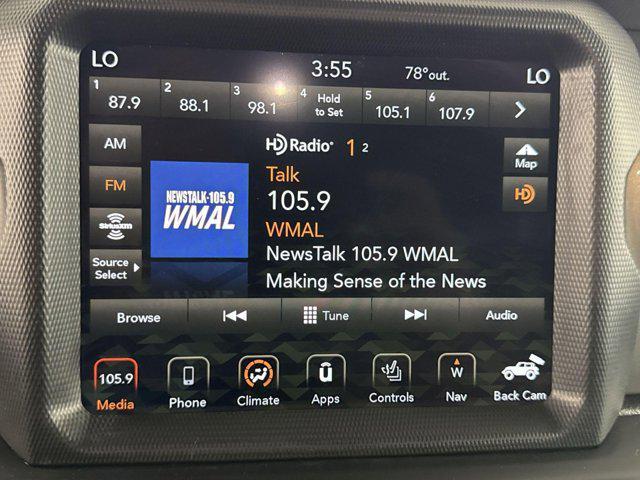 LO
3:55
78°out.
LO
1
87.9
2
88.1
3
98.1
4 Hold
to Set
5
105.1
6
107.9
AM
FM
SiriusXM
Source
Select
NEWSTALK·105.9
WMAL
HD Radio® 1 2
Talk
105.9
WMAL
NewsTalk 105.9 WMAL
Making Sense of the News
Map
HD
Browse
Tune
Audio
105.9
Media
Phone
Climate
Apps
Controls
W
Nav
Back Cam